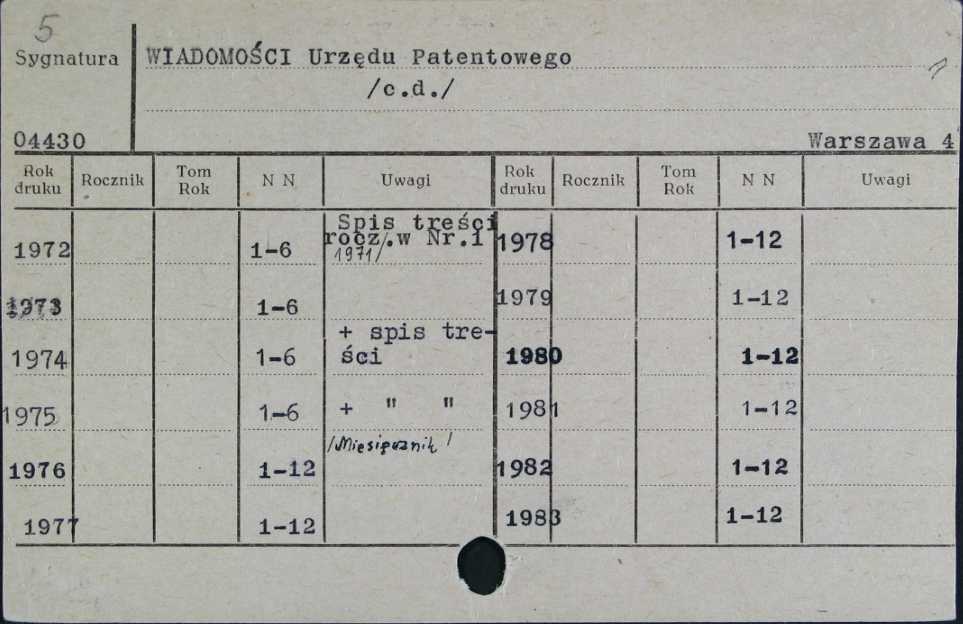 5
Sygnatura WIADOMOŚCI Urzędu Patentowego
/c.d./
04430 Warszawa 4
Rok druku Rocznik Tom Rok N N Uwagi Rok druku Rocznik Tom Rok N N Uwagi
1972 1-6 Spis treści rocz.w Nr.1 /1971/ 1978 1-12
1973 1-6 1979 1-12
1974 1-6 + spis treści 1980 1-12
1975 1-6 + " " 1981 1-12
1976 1-12 /Miesięcznik/ 1982 1-12
1977 1-12 1983 1-12